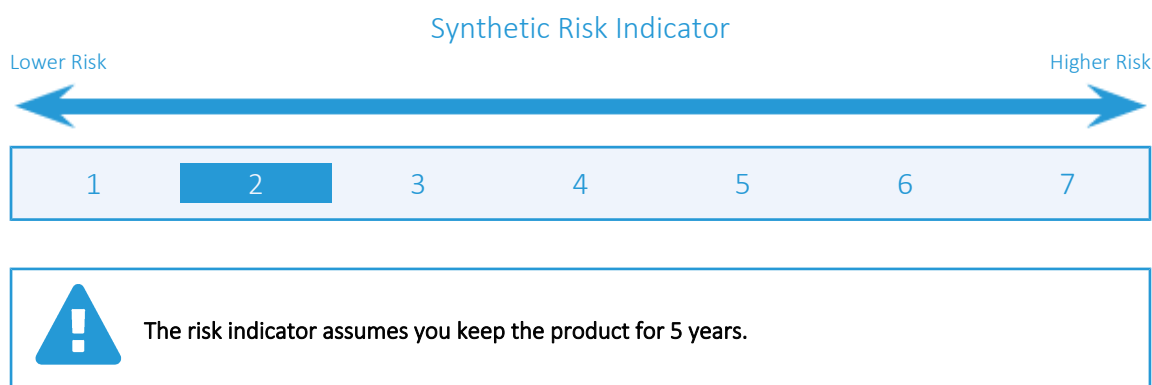 Synthetic Risk Indicator
Lower Risk Higher Risk
1 2 3 4 5 6 7
The risk indicator assumes you keep the product for 5 years.